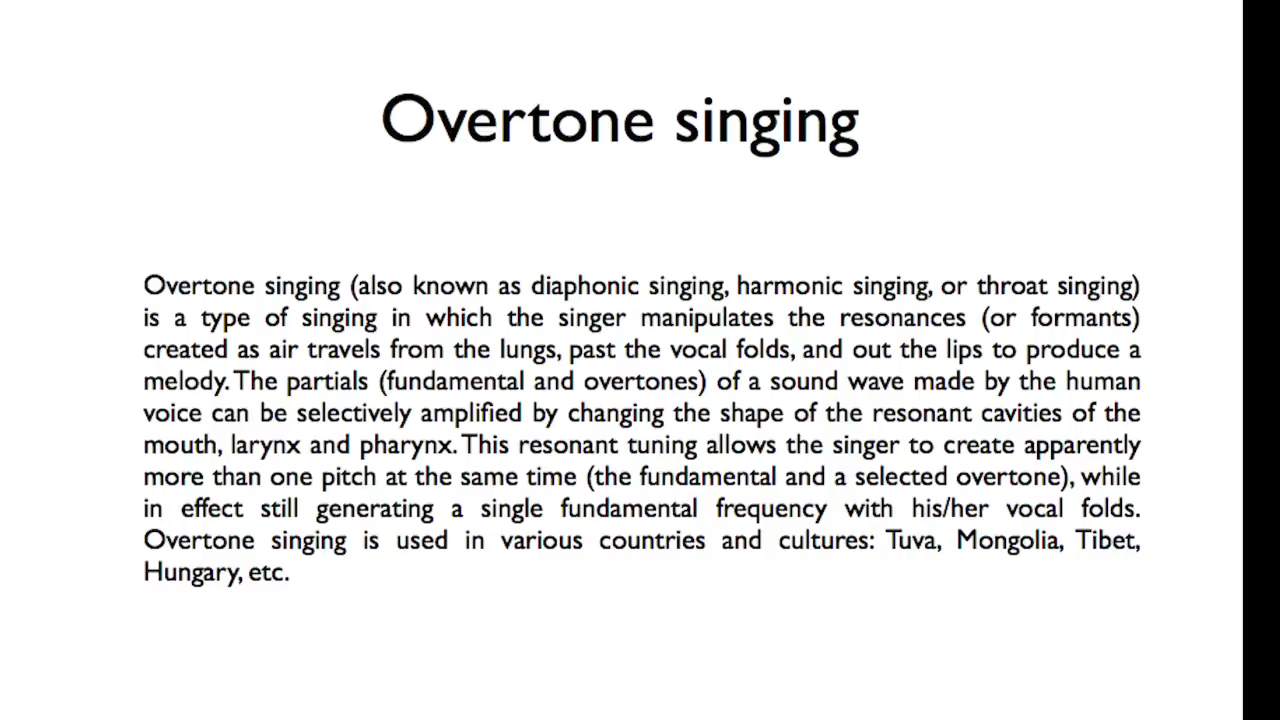 Overtone singing
Overtone singing (also known as diaphonic singing, harmonic singing, or throat singing)
is a type of singing in which the singer manipulates the resonances (or formants)
created as air travels from the lungs, past the vocal folds, and out the lips to produce a
melody. The partials (fundamental and overtones) of a sound wave made by the human
voice can be selectively amplified by changing the shape of the resonant cavities of the
mouth, larynx and pharynx. This resonant tuning allows the singer to create apparently
more than one pitch at the same time (the fundamental and a selected overtone), while
in effect still generating a single fundamental frequency with his/her vocal folds.
Overtone singing is used in various countries and cultures: Tuva, Mongolia, Tibet,
Hungary, etc.